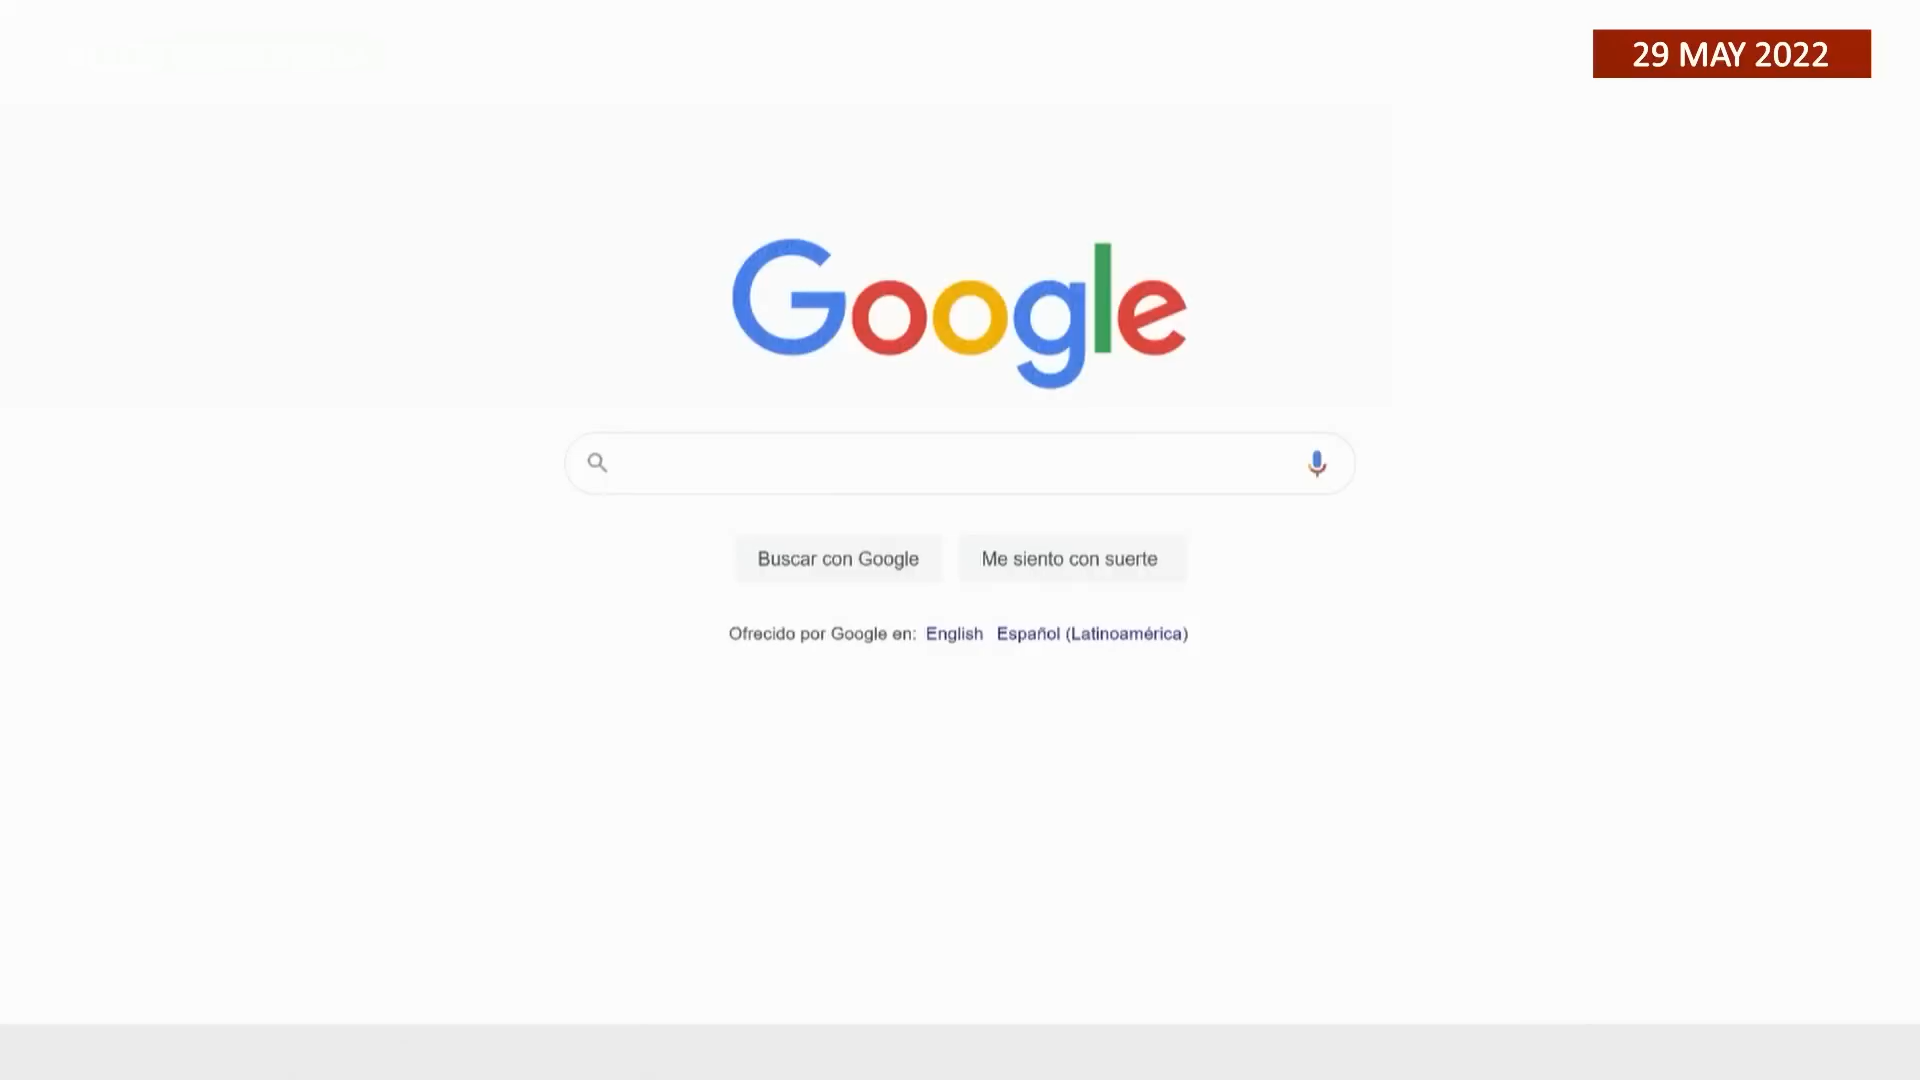 29 MAY 2022
Google
Buscar con Google
Me siento con suerte
Ofrecido por Google en: English Español (Latinoamérica)